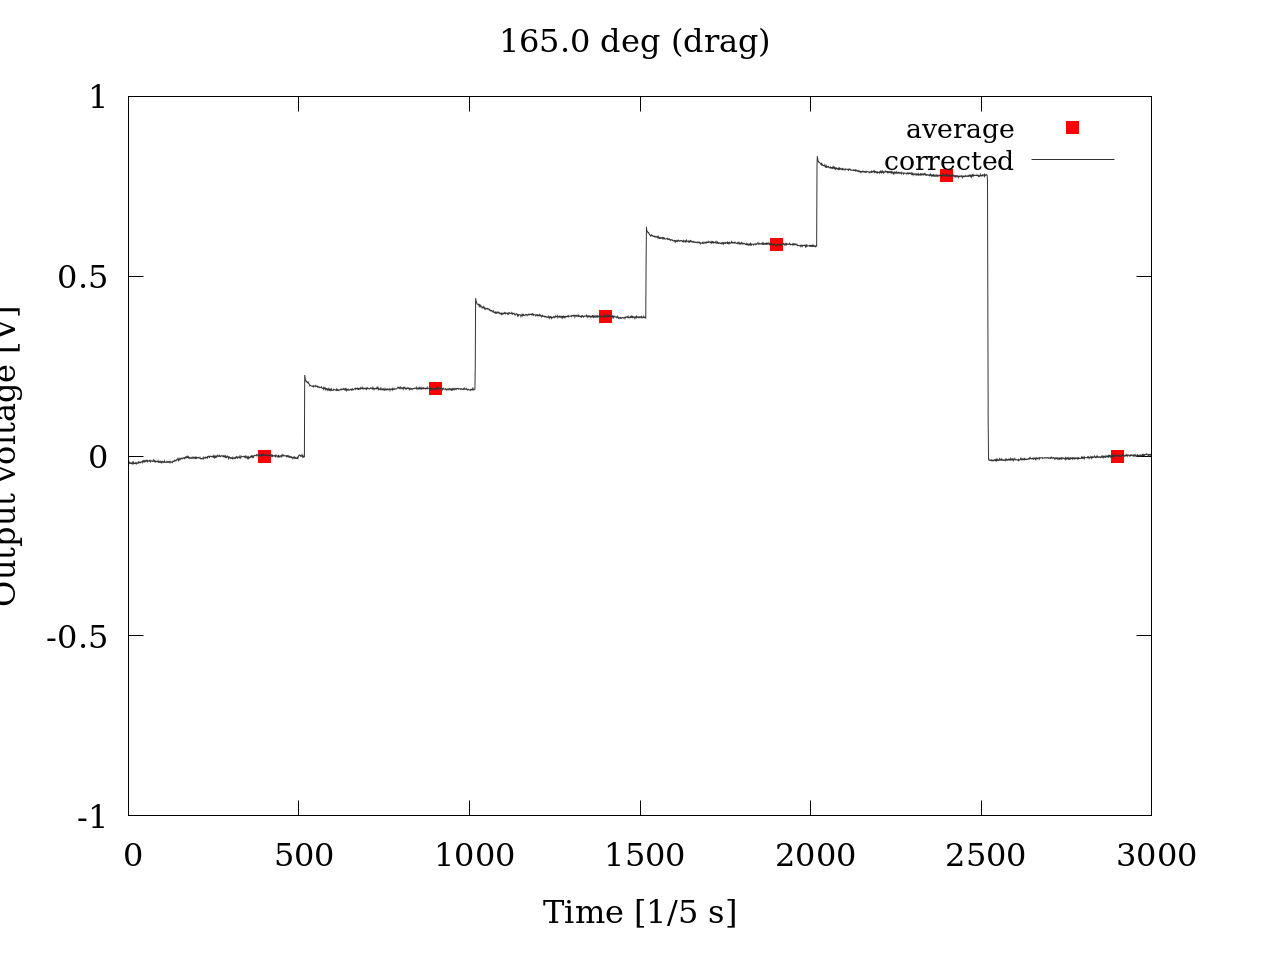 165.0 deg (drag)
1
0.5
0
-0.5
-1
average
corrected
Output voltage [V]
0 500 1000 1500 2000 2500 3000
Time [1/5 s]